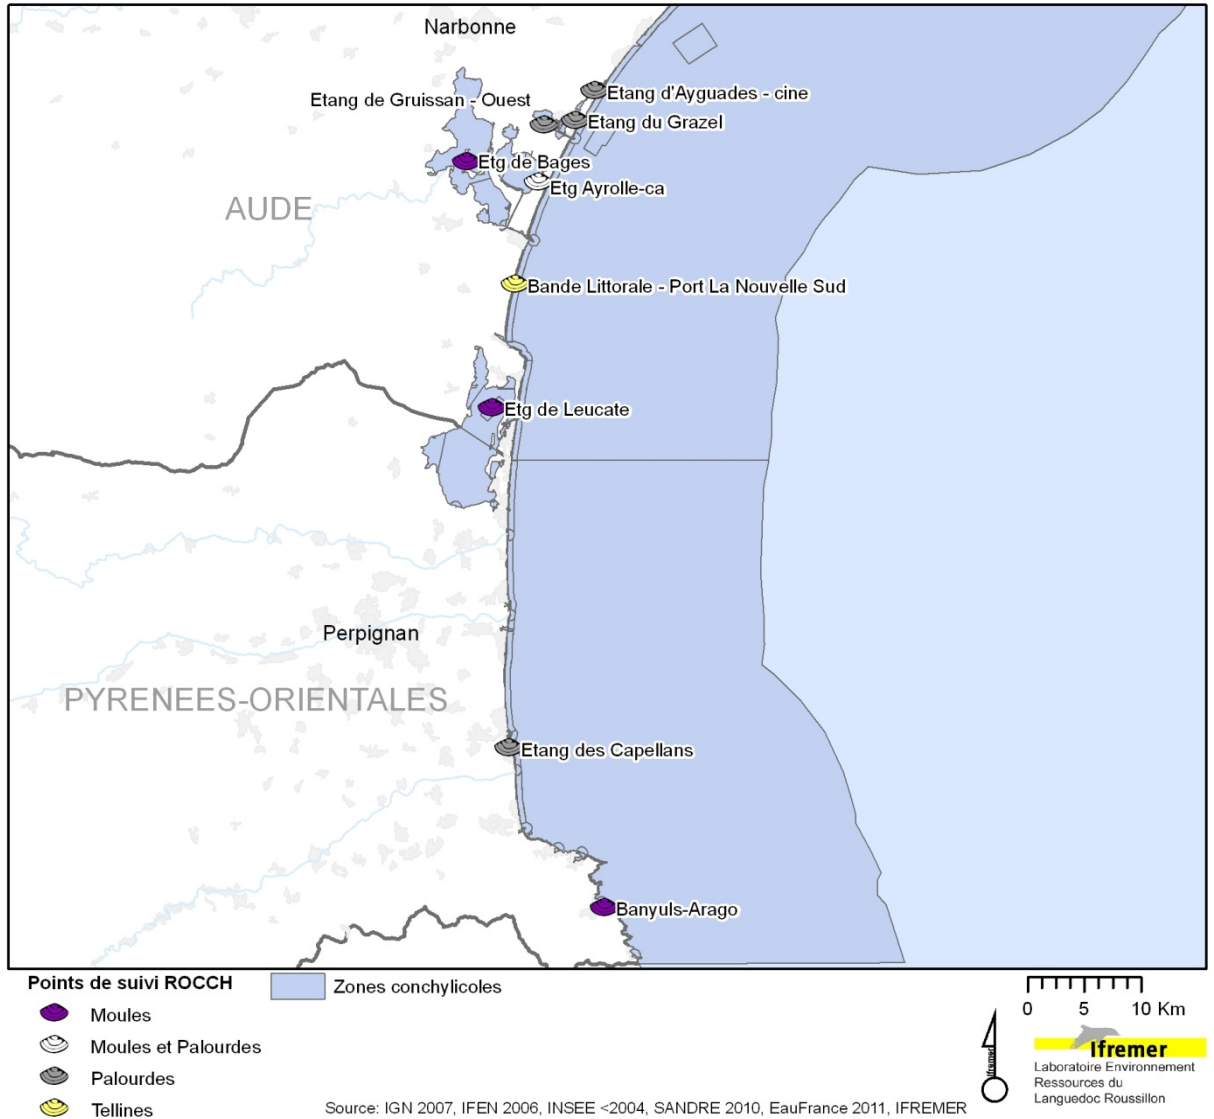 Narbonne
Etang d'Ayguades - cine
Etang de Gruissan - Ouest
Etang du Grazel
Etg de Bages
Etg Ayrolle-ca
AUDE
Bande Littorale - Port La Nouvelle Sud
Etg de Leucate
Perpignan
PYRENEES-ORIENTALES
Etang des Capellans
Banyuls-Arago
Points de suivi ROCCH
Zones conchylicoles
Moules
Moules et Palourdes
Palourdes
Tellines
0 5 10 Km
Ifremer
Ifremer
Laboratoire Environnement
Ressources du
Languedoc Roussillon
Source: IGN 2007, IFEN 2006, INSEE <2004, SANDRE 2010, EauFrance 2011, IFREMER